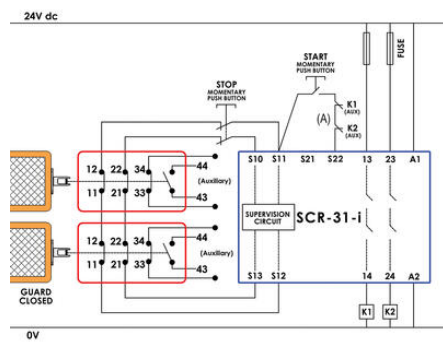 24V dc
START
MOMENTARY
PUSH BUTTON
FUSE
STOP
MOMENTARY
PUSH BUTTON
K1
(AUX)
(A)
K2
(AUX)
S10 S11 S21 S22 13 23 A1
12 22 34 44
(Auxiliary)
11 21 33 43
SUPERVISION
CIRCUIT
SCR-31-i
12 22 34 44
(Auxiliary)
11 21 33 43
S13 S12 14 24 A2
GUARD
CLOSED
K1 K2
0V